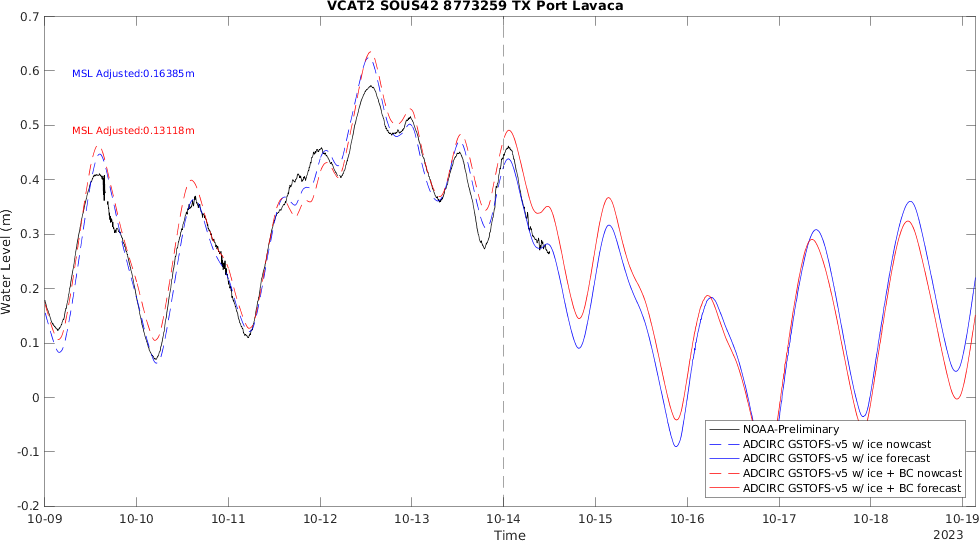 VCAT2 SOUS42 8773259 TX Port Lavaca
0.7
0.6
0.5
0.4
0.3
0.2
0.1
0
-0.1
-0.2
Water Level (m)
MSL Adjusted:0.16385m
MSL Adjusted:0.13118m
NOAA-Preliminary
ADCIRC GSTOFS-v5 w/ ice nowcast
ADCIRC GSTOFS-v5 w/ ice forecast
ADCIRC GSTOFS-v5 w/ ice + BC nowcast
ADCIRC GSTOFS-v5 w/ ice + BC forecast
10-09 10-10 10-11 10-12 10-13 10-14 10-15 10-16 10-17 10-18 10-19
Time
2023